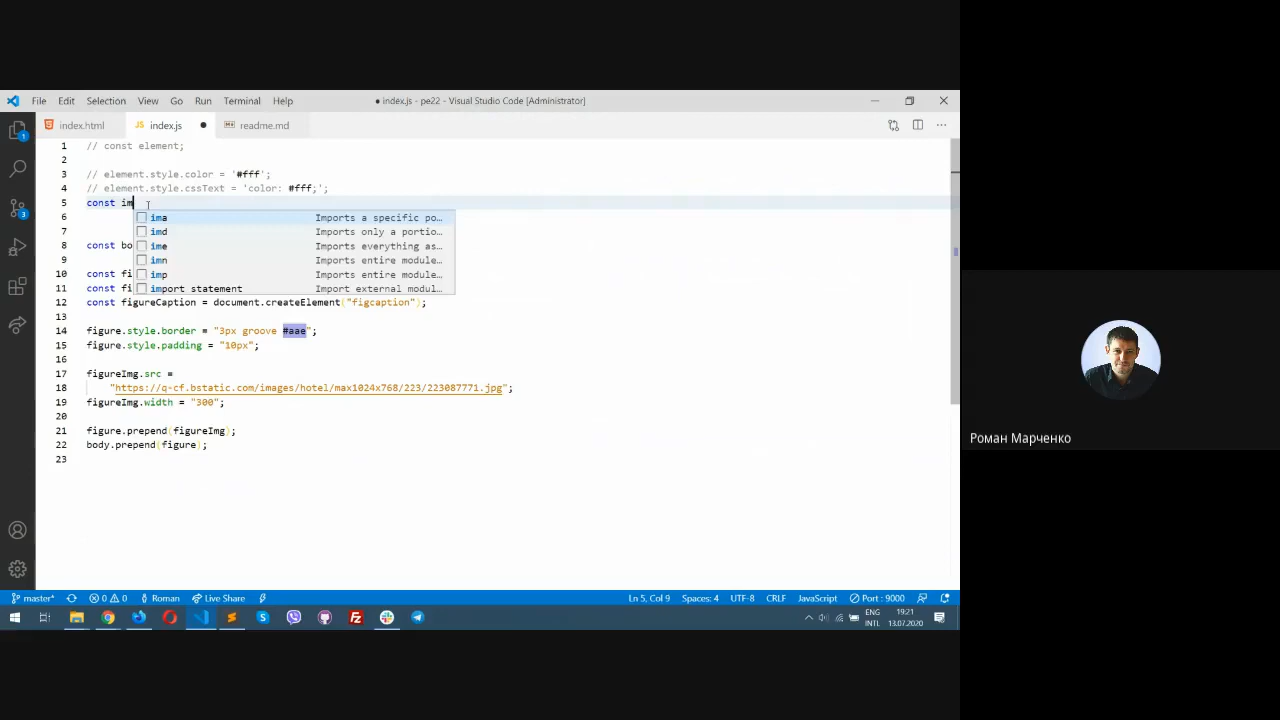 File Edit Selection View Go Run Terminal Help ● index.js - pe22 - Visual Studio Code [Administrator]
index.html JS index.js ● readme.md ...
1 // const element;
2
3 // element.style.color = '#fff';
4 // element.style.cssText = 'color: #fff;';
5 const im
6 ima Imports a specific po…
7 imd Imports only a portio…
8 const bo ime Imports everything as…
9 imn Imports entire module…
10 const fi imp Imports entire module…
11 const fi import statement Import external modul…
12 const figureCaption = document.createElement("figcaption");
13
14 figure.style.border = "3px groove #aae";
15 figure.style.padding = "10px";
16
17 figureImg.src =
18 "https://q-cf.bstatic.com/images/hotel/max1024x768/223/223087771.jpg";
19 figureImg.width = "300";
20
21 figure.prepend(figureImg);
22 body.prepend(figure);
23
Роман Марченко
1
3
master* 0 0 Roman Live Share Ln 5, Col 9 Spaces: 4 UTF-8 CRLF JavaScript Port : 9000
ENG 19:21
INTL 13.07.2020